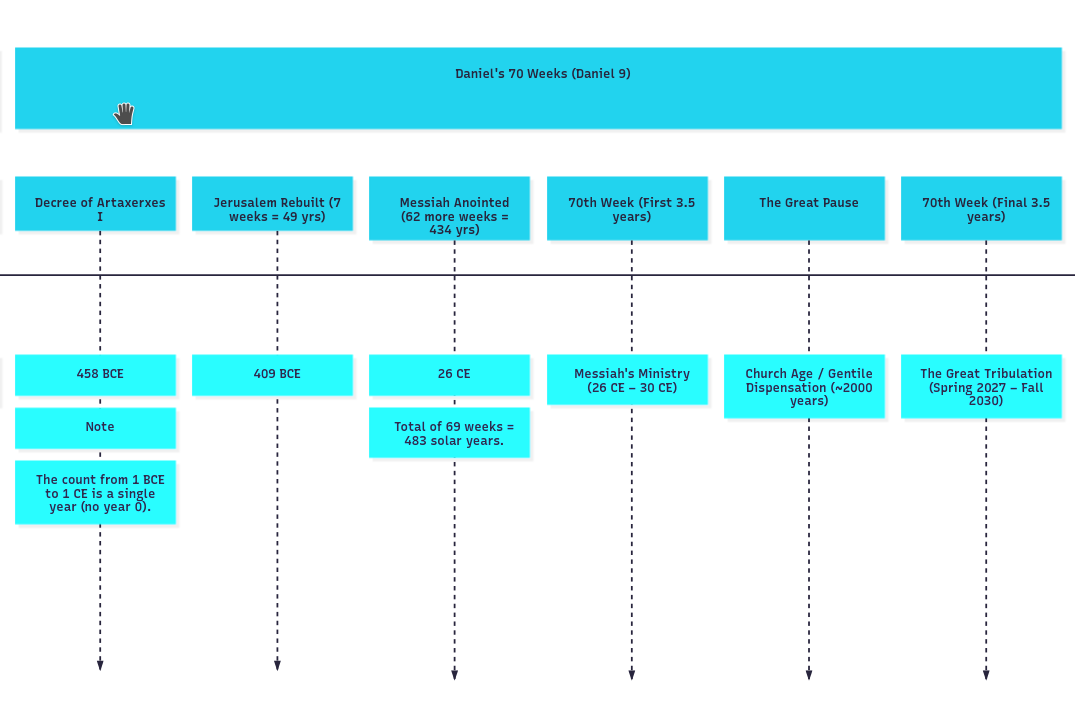 Daniel's 70 Weeks (Daniel 9)
Decree of Artaxerxes
I
Jerusalem Rebuilt (7
weeks = 49 yrs)
Messiah Anointed
(62 more weeks =
434 yrs)
70th Week (First 3.5
years)
The Great Pause
70th Week (Final 3.5
years)
458 BCE
Note
The count from 1 BCE
to 1 CE is a single
year (no year 0).
409 BCE
26 CE
Total of 69 weeks =
483 solar years.
Messiah's Ministry
(26 CE – 30 CE)
Church Age / Gentile
Dispensation (~2000
years)
The Great Tribulation
(Spring 2027 – Fall
2030)